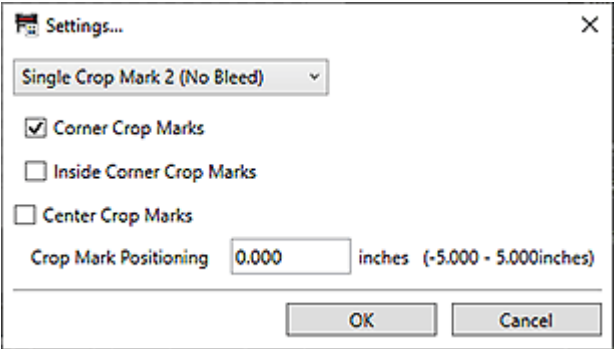 Settings...
Single Crop Mark 2 (No Bleed)
Corner Crop Marks
Inside Corner Crop Marks
Center Crop Marks
Crop Mark Positioning 0.000 inches (-5.000 - 5.000inches)
OK Cancel